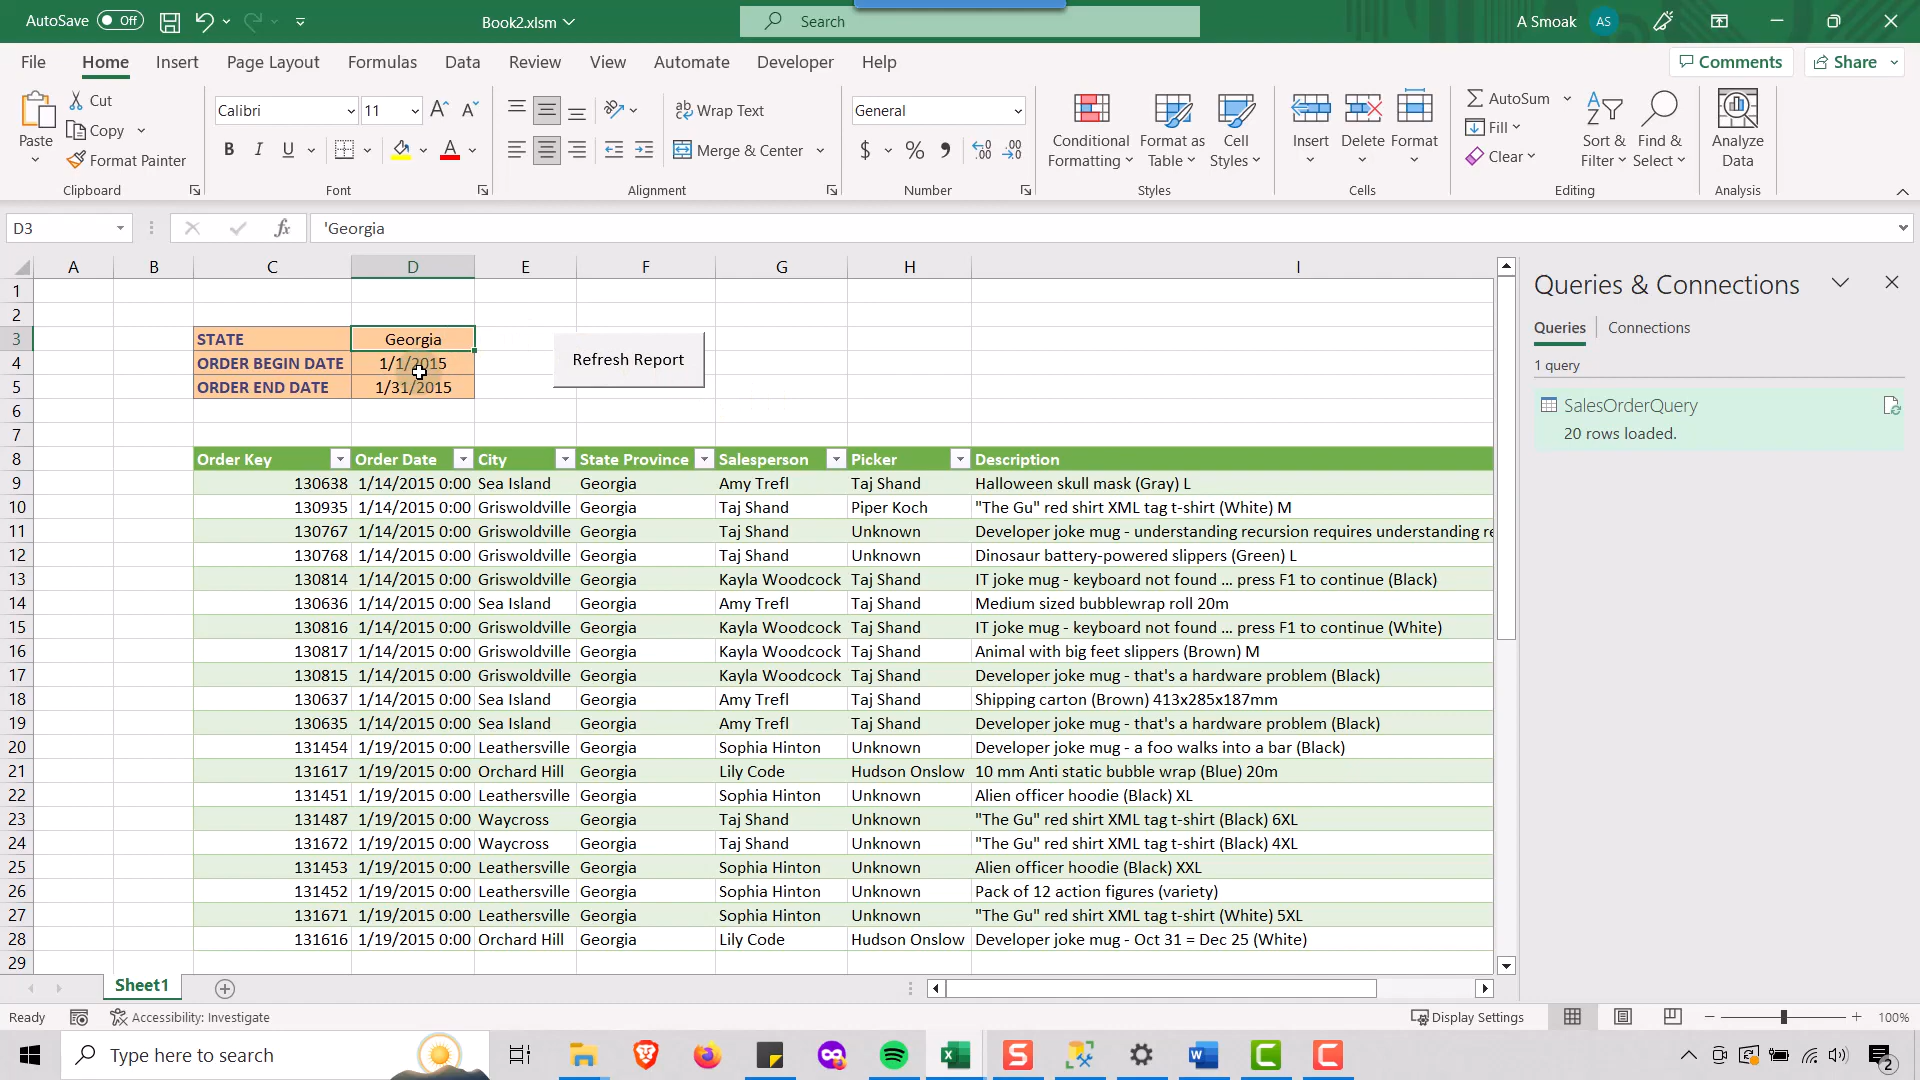 AutoSave Off
Book2.xlsm
Search
A Smoak AS
File Home Insert Draw Page Layout Formulas Data Review View Automate Developer Help
Comments Share
Paste
Cut
Copy
Format Painter
Clipboard
Calibri 11
B I U
Font
Wrap Text
Merge & Center
Alignment
General
$ % 9
Number
Conditional Formatting
Format as Table
Cell Styles
Styles
Insert Delete Format
Cells
AutoSum
Fill
Clear
Sort & Filter
Find & Select
Editing
Analyze Data
Analysis
D3 fx 'Georgia
A B C D E F G H I
1
2
3 STATE Georgia
4 ORDER BEGIN DATE 1/1/2015
5 ORDER END DATE 1/31/2015
Refresh Report
6
7
8 Order Key Order Date City State Province Salesperson Picker Description
9 130638 1/14/2015 0:00 Sea Island Georgia Amy Trefl Taj Shand Halloween skull mask (Gray) L
10 130935 1/14/2015 0:00 Griswoldville Georgia Taj Shand Piper Koch "The Gu" red shirt XML tag t-shirt (White) M
11 130767 1/14/2015 0:00 Griswoldville Georgia Taj Shand Unknown Developer joke mug - understanding recursion requires understanding re
12 130768 1/14/2015 0:00 Griswoldville Georgia Taj Shand Unknown Dinosaur battery-powered slippers (Green) L
13 130814 1/14/2015 0:00 Griswoldville Georgia Kayla Woodcock Taj Shand IT joke mug - keyboard not found … press F1 to continue (Black)
14 130636 1/14/2015 0:00 Sea Island Georgia Amy Trefl Taj Shand Medium sized bubblewrap roll 20m
15 130816 1/14/2015 0:00 Griswoldville Georgia Kayla Woodcock Taj Shand IT joke mug - keyboard not found … press F1 to continue (White)
16 130817 1/14/2015 0:00 Griswoldville Georgia Kayla Woodcock Taj Shand Animal with big feet slippers (Brown) M
17 130815 1/14/2015 0:00 Griswoldville Georgia Kayla Woodcock Taj Shand Developer joke mug - that's a hardware problem (Black)
18 130637 1/14/2015 0:00 Sea Island Georgia Amy Trefl Taj Shand Shipping carton (Brown) 413x285x187mm
19 130635 1/14/2015 0:00 Sea Island Georgia Amy Trefl Taj Shand Developer joke mug - that's a hardware problem (Black)
20 131454 1/19/2015 0:00 Leathersville Georgia Sophia Hinton Unknown Developer joke mug - a foo walks into a bar (Black)
21 131617 1/19/2015 0:00 Orchard Hill Georgia Lily Code Hudson Onslow 10 mm Anti static bubble wrap (Blue) 20m
22 131451 1/19/2015 0:00 Leathersville Georgia Sophia Hinton Unknown Alien officer hoodie (Black) XL
23 131487 1/19/2015 0:00 Waycross Georgia Taj Shand Unknown "The Gu" red shirt XML tag t-shirt (Black) 6XL
24 131672 1/19/2015 0:00 Waycross Georgia Taj Shand Unknown "The Gu" red shirt XML tag t-shirt (Black) 4XL
25 131453 1/19/2015 0:00 Leathersville Georgia Sophia Hinton Unknown Alien officer hoodie (Black) XXL
26 131452 1/19/2015 0:00 Leathersville Georgia Sophia Hinton Unknown Pack of 12 action figures (variety)
27 131671 1/19/2015 0:00 Leathersville Georgia Sophia Hinton Unknown "The Gu" red shirt XML tag t-shirt (White) 5XL
28 131616 1/19/2015 0:00 Orchard Hill Georgia Lily Code Hudson Onslow Developer joke mug - Oct 31 = Dec 25 (White)
29
Queries & Connections
Queries Connections
1 query
SalesOrderQuery
20 rows loaded.
Sheet1
Ready Accessibility: Investigate Display Settings 100%
Type here to search
2